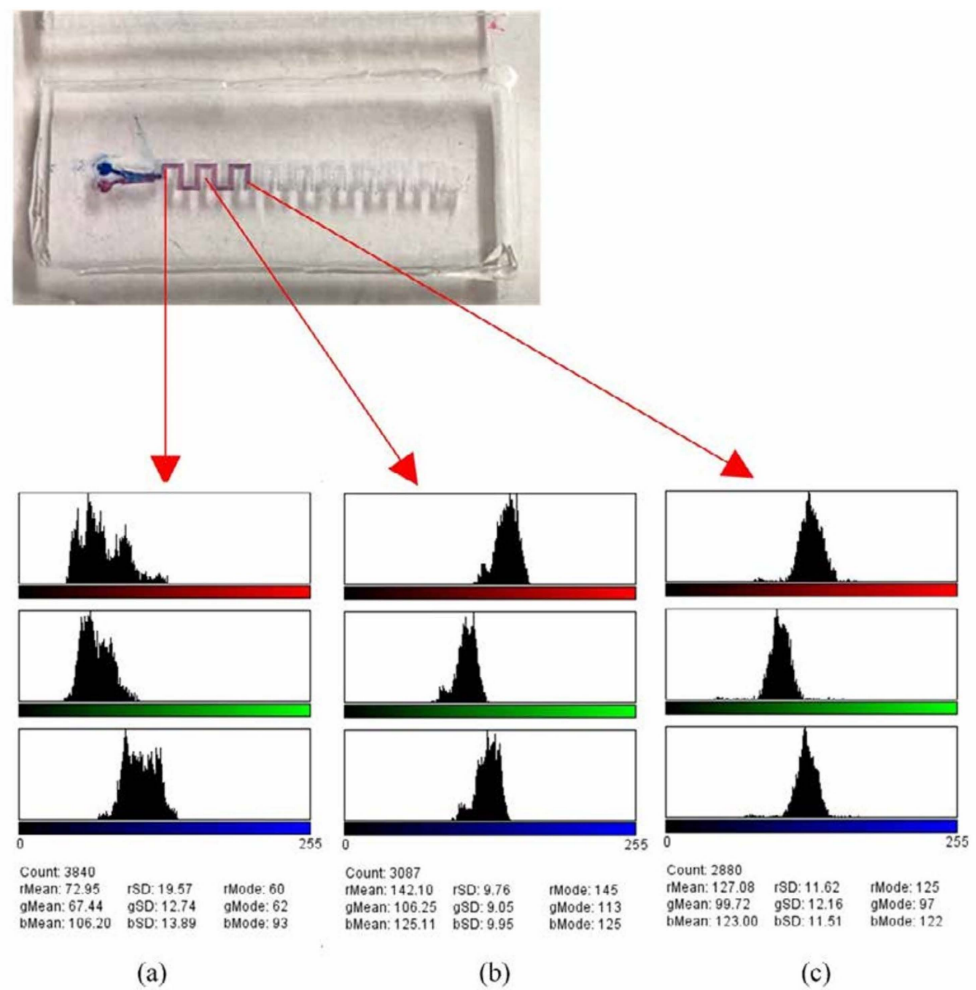 0 255 0 255 0 255
Count: 3840
rMean: 72.95 rSD: 19.57 rMode: 60
gMean: 67.44 gSD: 12.74 gMode: 62
bMean: 106.20 bSD: 13.89 bMode: 93
(a)
Count: 3087
rMean: 142.10 rSD: 9.76 rMode: 145
gMean: 106.25 gSD: 9.05 gMode: 113
bMean: 125.11 bSD: 9.95 bMode: 125
(b)
Count: 2880
rMean: 127.08 rSD: 11.62 rMode: 125
gMean: 99.72 gSD: 12.16 gMode: 97
bMean: 123.00 bSD: 11.51 bMode: 122
(c)